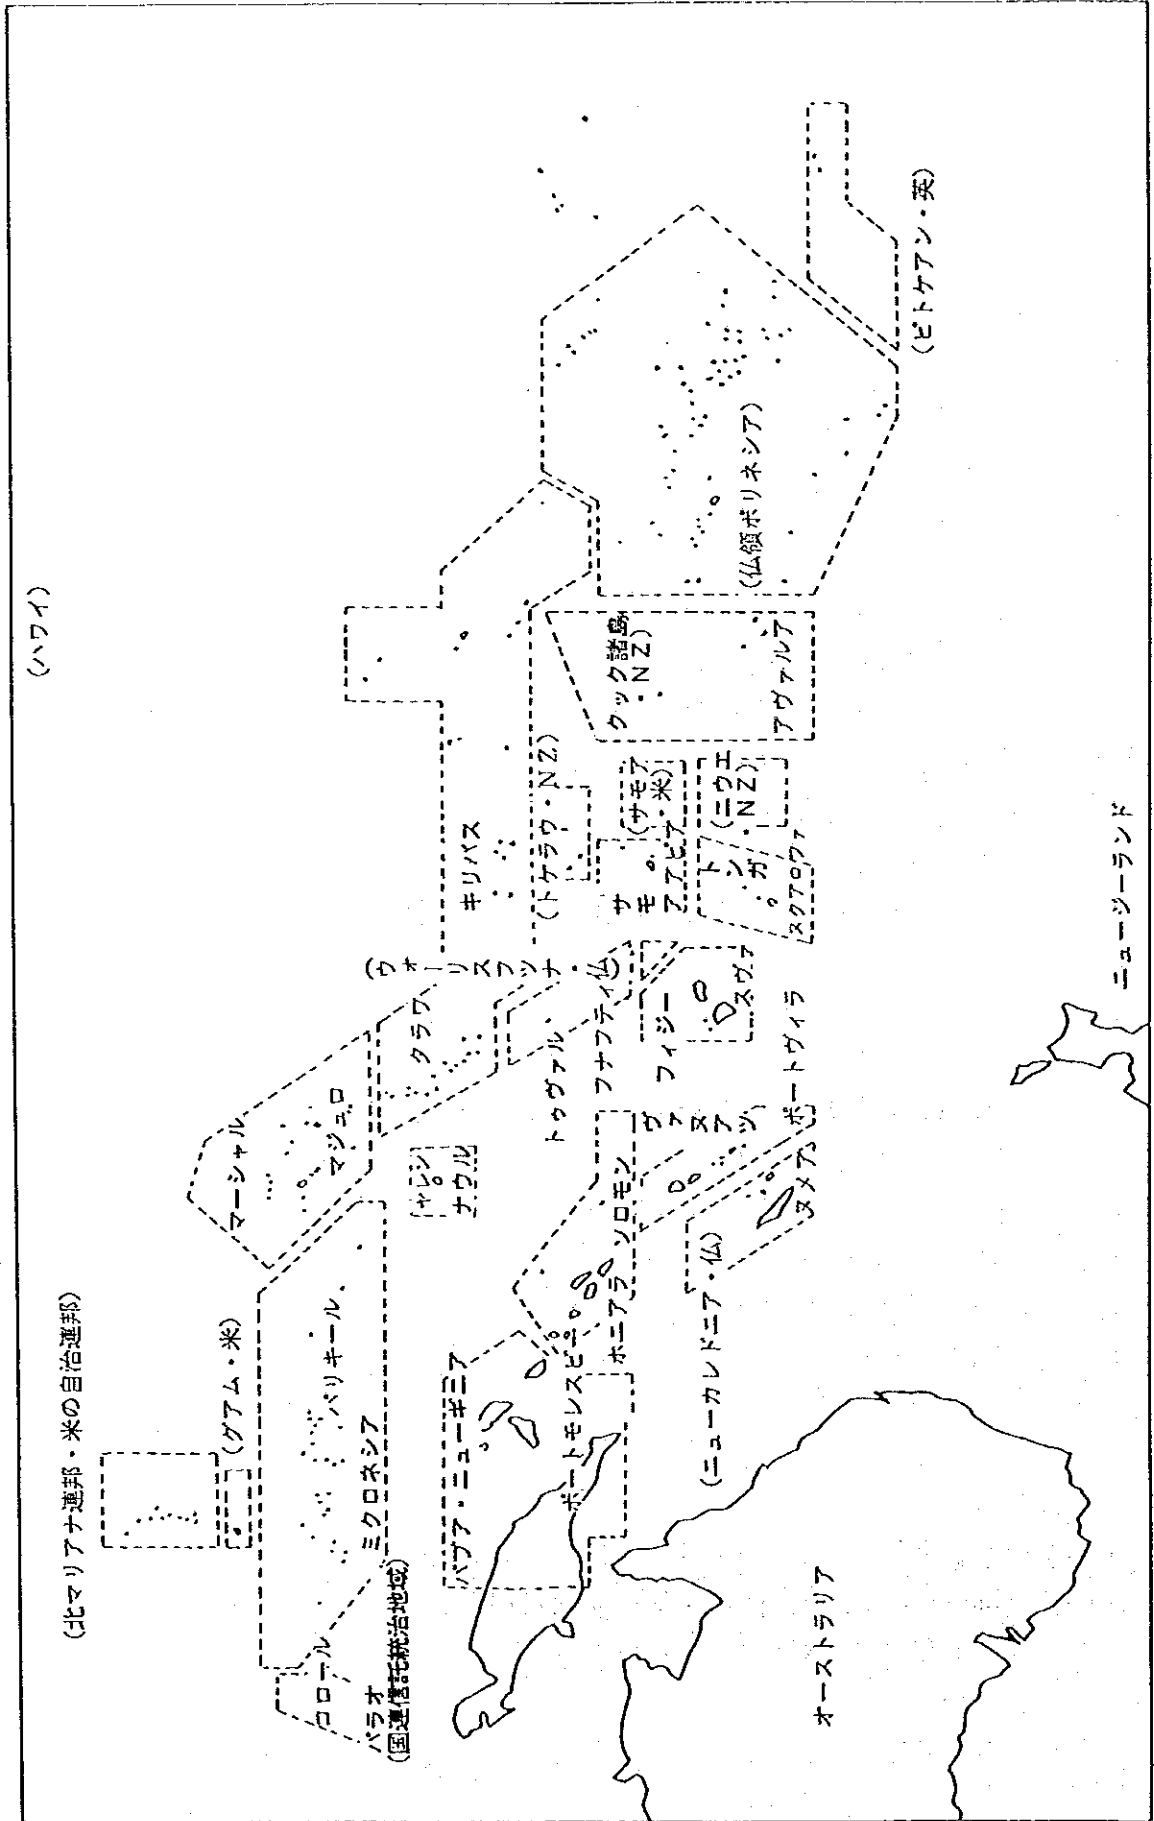 (ハワイ)
(北マリアナ連邦・米の自治連邦)
(グアム・米)
マーシャル
マジュロ
コロール
パラオ
(国連信託統治地域)
パリキール
ミクロネシア
ヤレン
ナウル
クラワ
キリバス
(ウォーリスフツナ・仏)
(トケラウ・NZ)
トゥヴァル
フナフティ
パプア・ニューギニア
ポートモレスビー
ソロモン
ホニアラ
ヴァヌアツ
ポートヴィラ
フィジー
スヴァ
サモア
アピア
(サモア
・米)
トンガ
ヌクアロファ
(ニウエ
・NZ)
クック諸島
・NZ)
アヴァルア
(仏領ポリネシア)
(ピトケアン・英)
(ニューカレドニア・仏)
ヌメア
オーストラリア
ニュージーランド